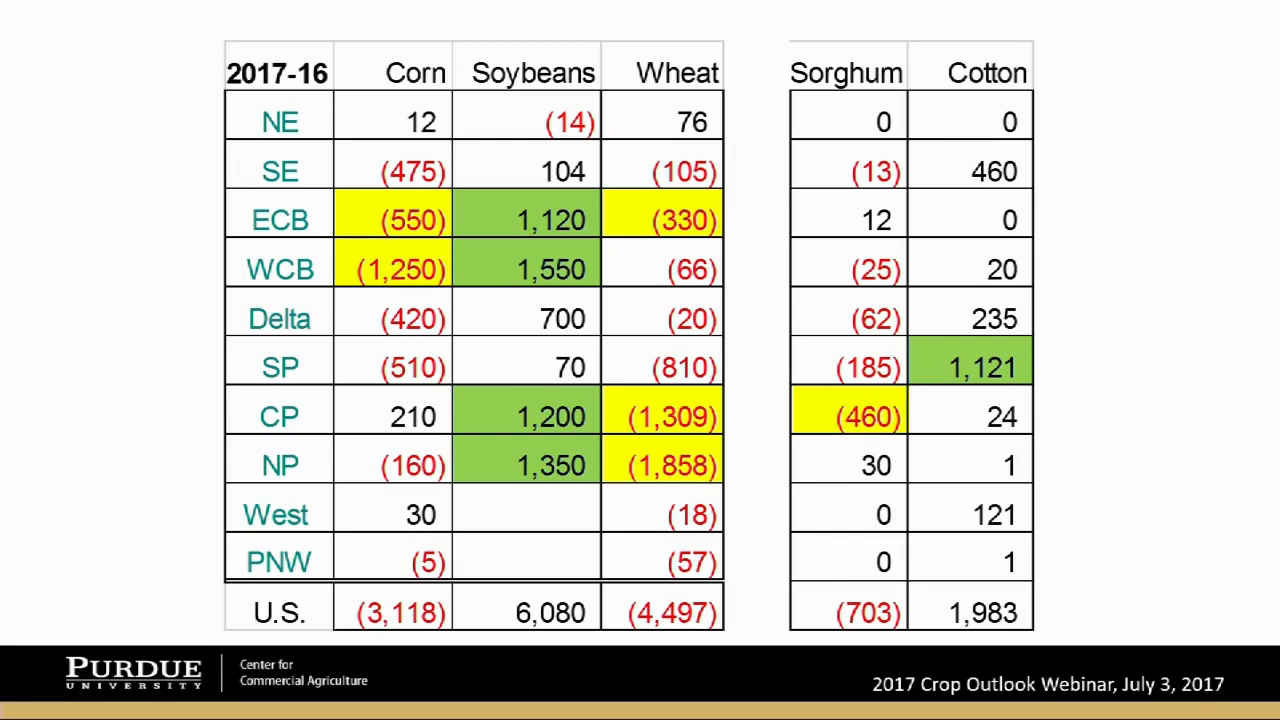 2017-16 Corn Soybeans Wheat Sorghum Cotton
NE 12 (14) 76 0 0
SE (475) 104 (105) (13) 460
ECB (550) 1,120 (330) 12 0
WCB (1,250) 1,550 (66) (25) 20
Delta (420) 700 (20) (62) 235
SP (510) 70 (810) (185) 1,121
CP 210 1,200 (1,309) (460) 24
NP (160) 1,350 (1,858) 30 1
West 30 (18) 0 121
PNW (5) (57) 0 1
U.S. (3,118) 6,080 (4,497) (703) 1,983
PURDUE
UNIVERSITY
Center for
Commercial Agriculture
2017 Crop Outlook Webinar, July 3, 2017